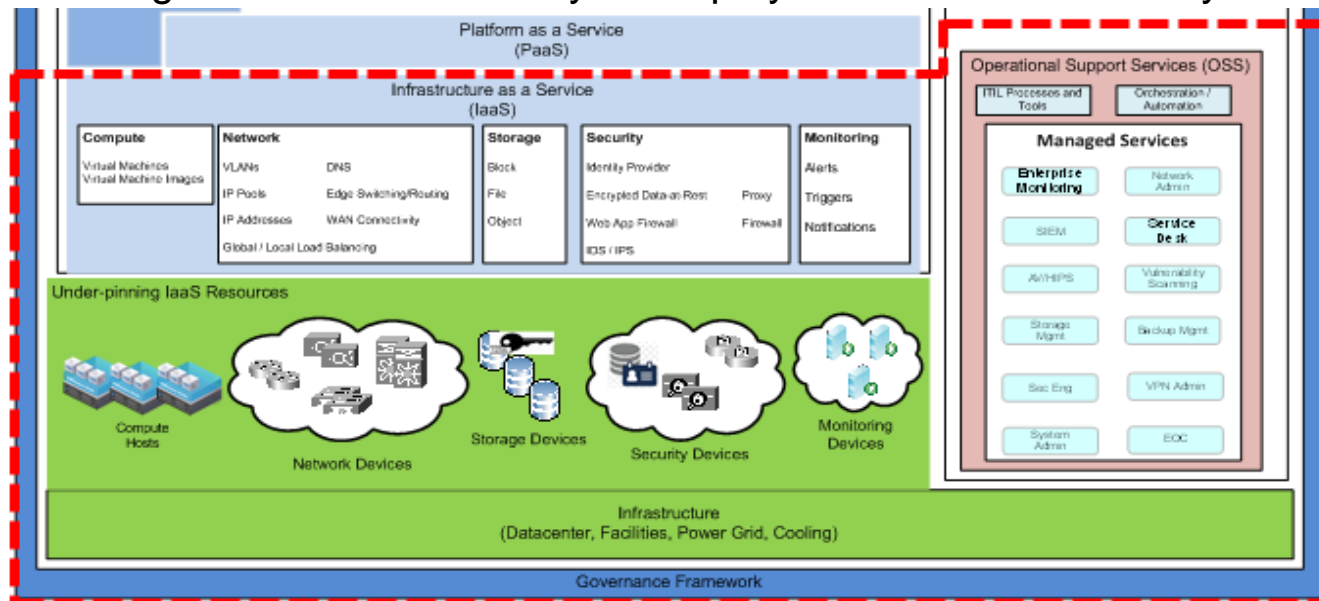 Platform as a Service
(PaaS)
Infrastructure as a Service
(IaaS)
Compute
Virtual Machines
Virtual Machine Images
Network
VLANs
DNS
IP Pools
Edge Switching/Routing
IP Addresses
WAN Connectivity
Global / Local Load Balancing
Storage
Block
File
Object
Security
Identity Provider
Encrypted Data-at-Rest
Proxy
Web App Firewall
Firewall
IDS / IPS
Monitoring
Alerts
Triggers
Notifications
Operational Support Services (OSS)
ITIL Processes and
Tools
Orchestration /
Automation
Managed Services
Enterprise
Monitoring
Network
Admin
SIEM
Service
Desk
AV/HIPS
Vulnerability
Scanning
Storage
Mgmt
Backup Mgmt
Sec Eng
VPN Admin
System
Admin
EOC
Under-pinning IaaS Resources
Compute
Hosts
Network Devices
Storage Devices
Security Devices
Monitoring
Devices
Infrastructure
(Datacenter, Facilities, Power Grid, Cooling)
Governance Framework